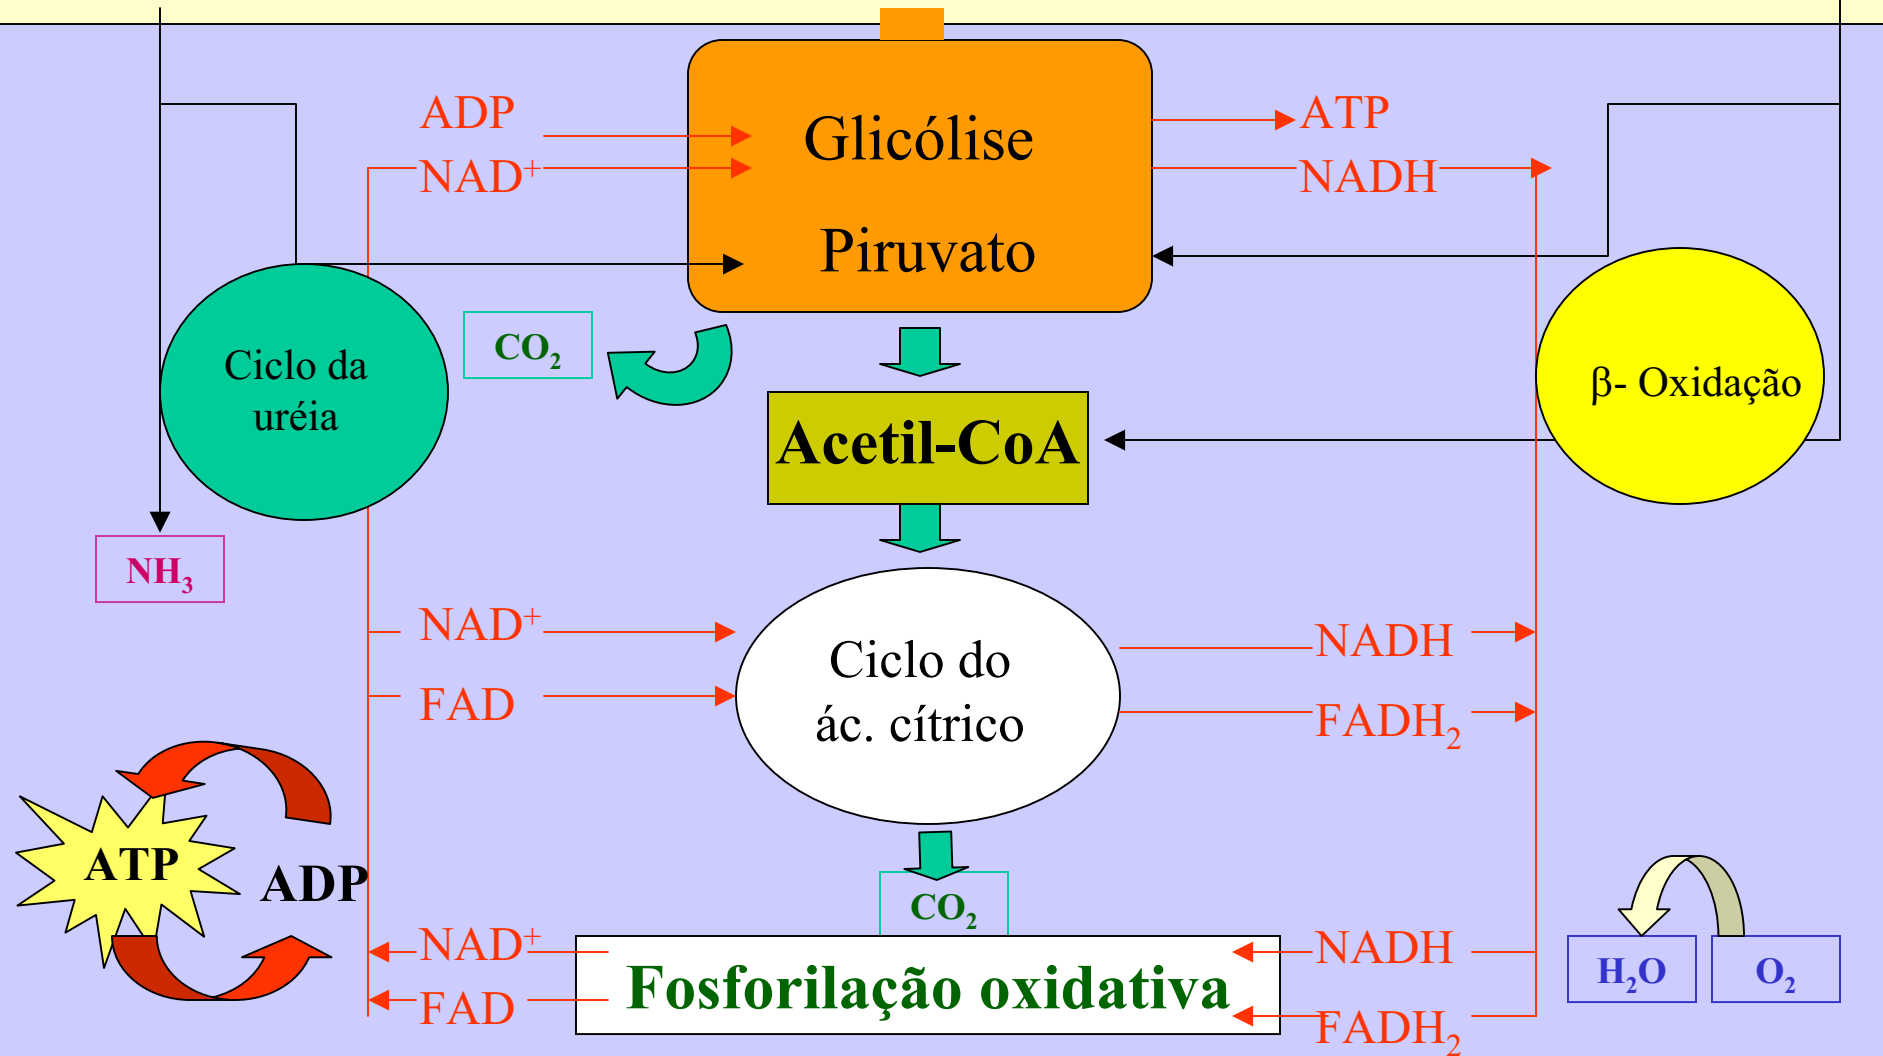 ADP
Glicólise
ATP
NAD⁺
NADH
Piruvato
CO₂
Ciclo da
uréia
β- Oxidação
Acetil-CoA
NH₃
NAD⁺
Ciclo do
NADH
FAD
ác. cítrico
FADH₂
ATP
ADP
CO₂
NAD⁺
NADH
Fosforilação oxidativa
H₂O
O₂
FAD
FADH₂